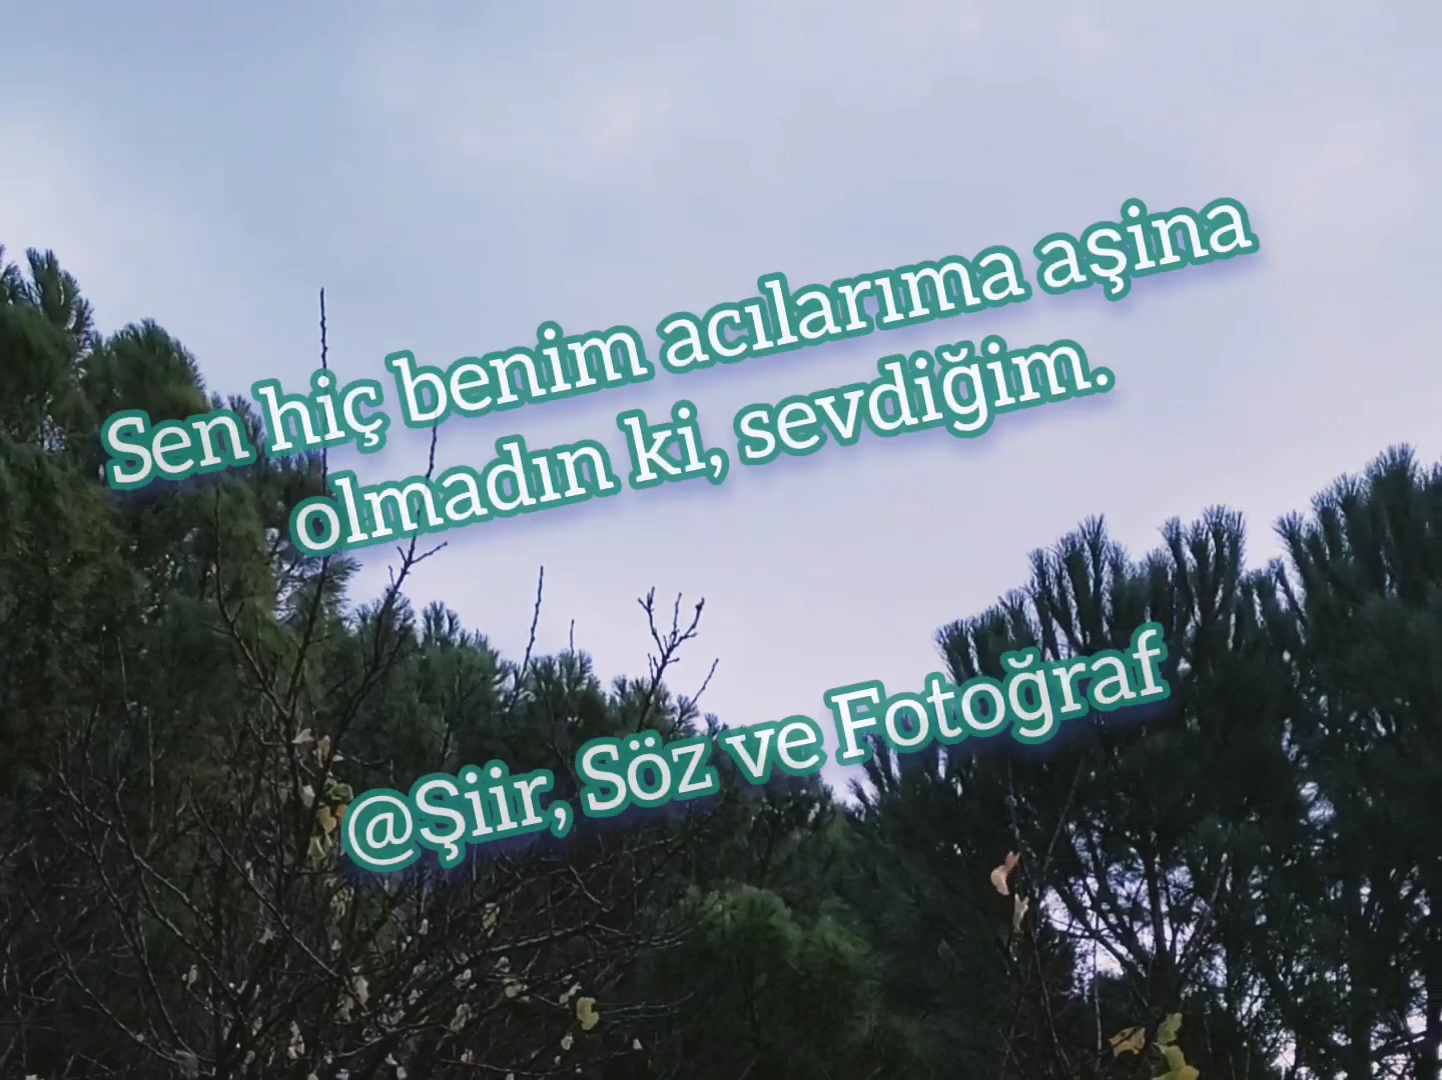 Sen hiç benim acılarıma aşina
olmadın ki, sevdiğim.
@Şiir, Söz ve Fotoğraf